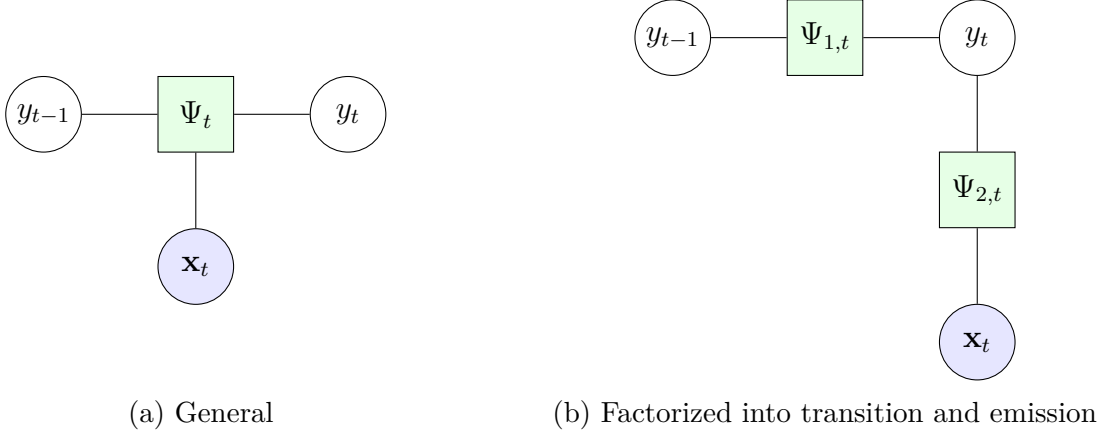 y_{t−1} Ψ_{1,t} y_t
y_{t−1} Ψ_t y_t
Ψ_{2,t}
𝐱_t
𝐱_t
(a) General
(b) Factorized into transition and emission